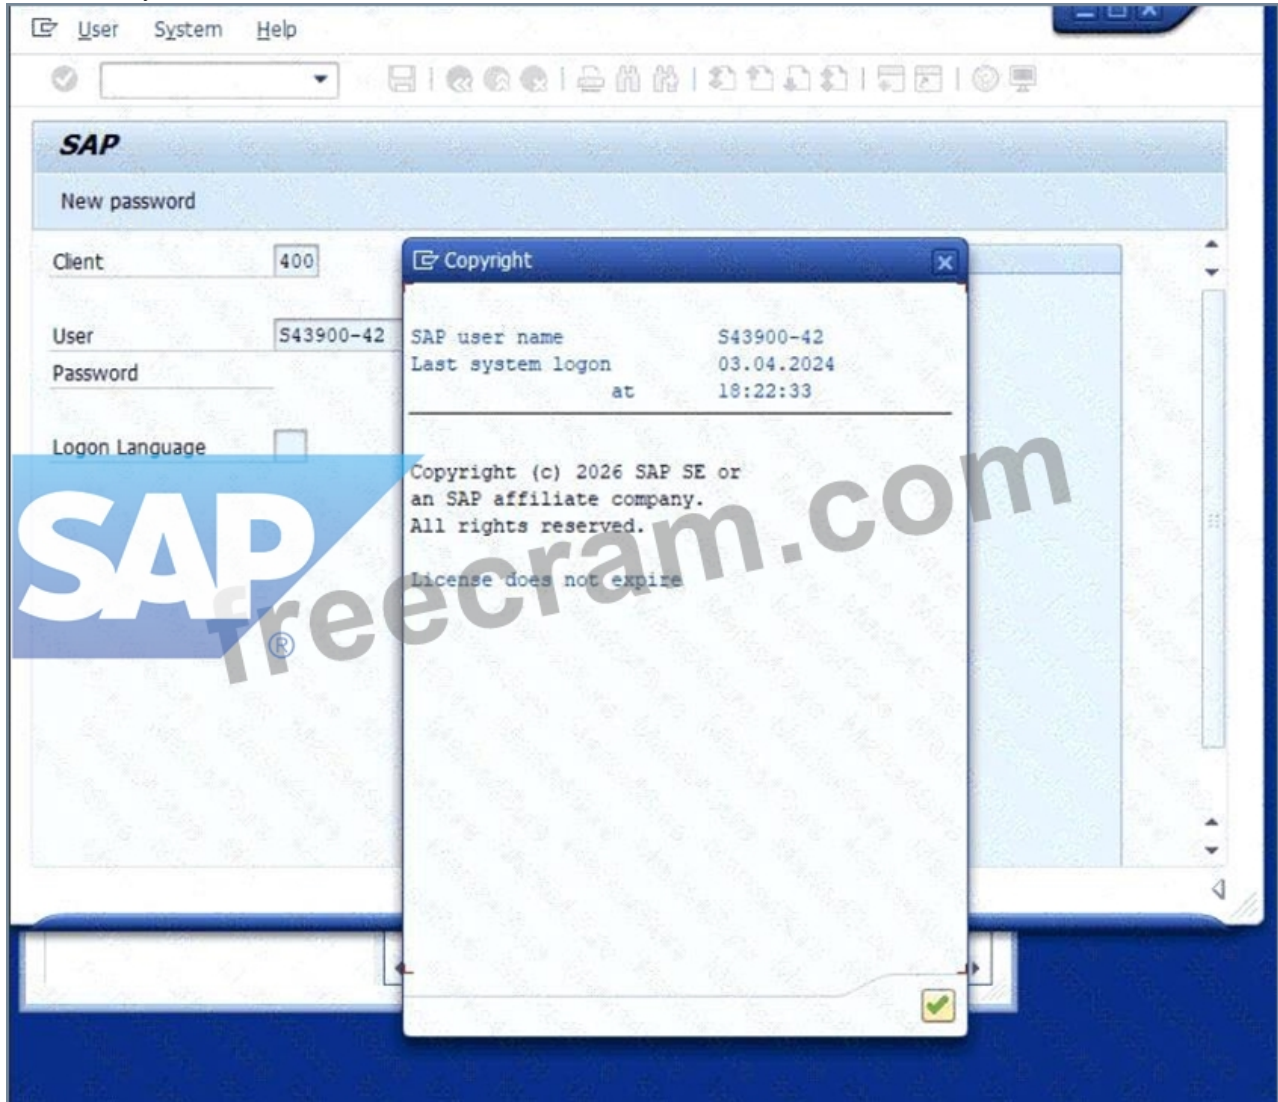 User System Help
SAP
New password
Client 400
User S43900-42
Password
Logon Language
Copyright
SAP user name S43900-42
Last system logon 03.04.2024
at 18:22:33
Copyright (c) 2026 SAP SE or
an SAP affiliate company.
All rights reserved.
License does not expire
SAP
®
freecram.com